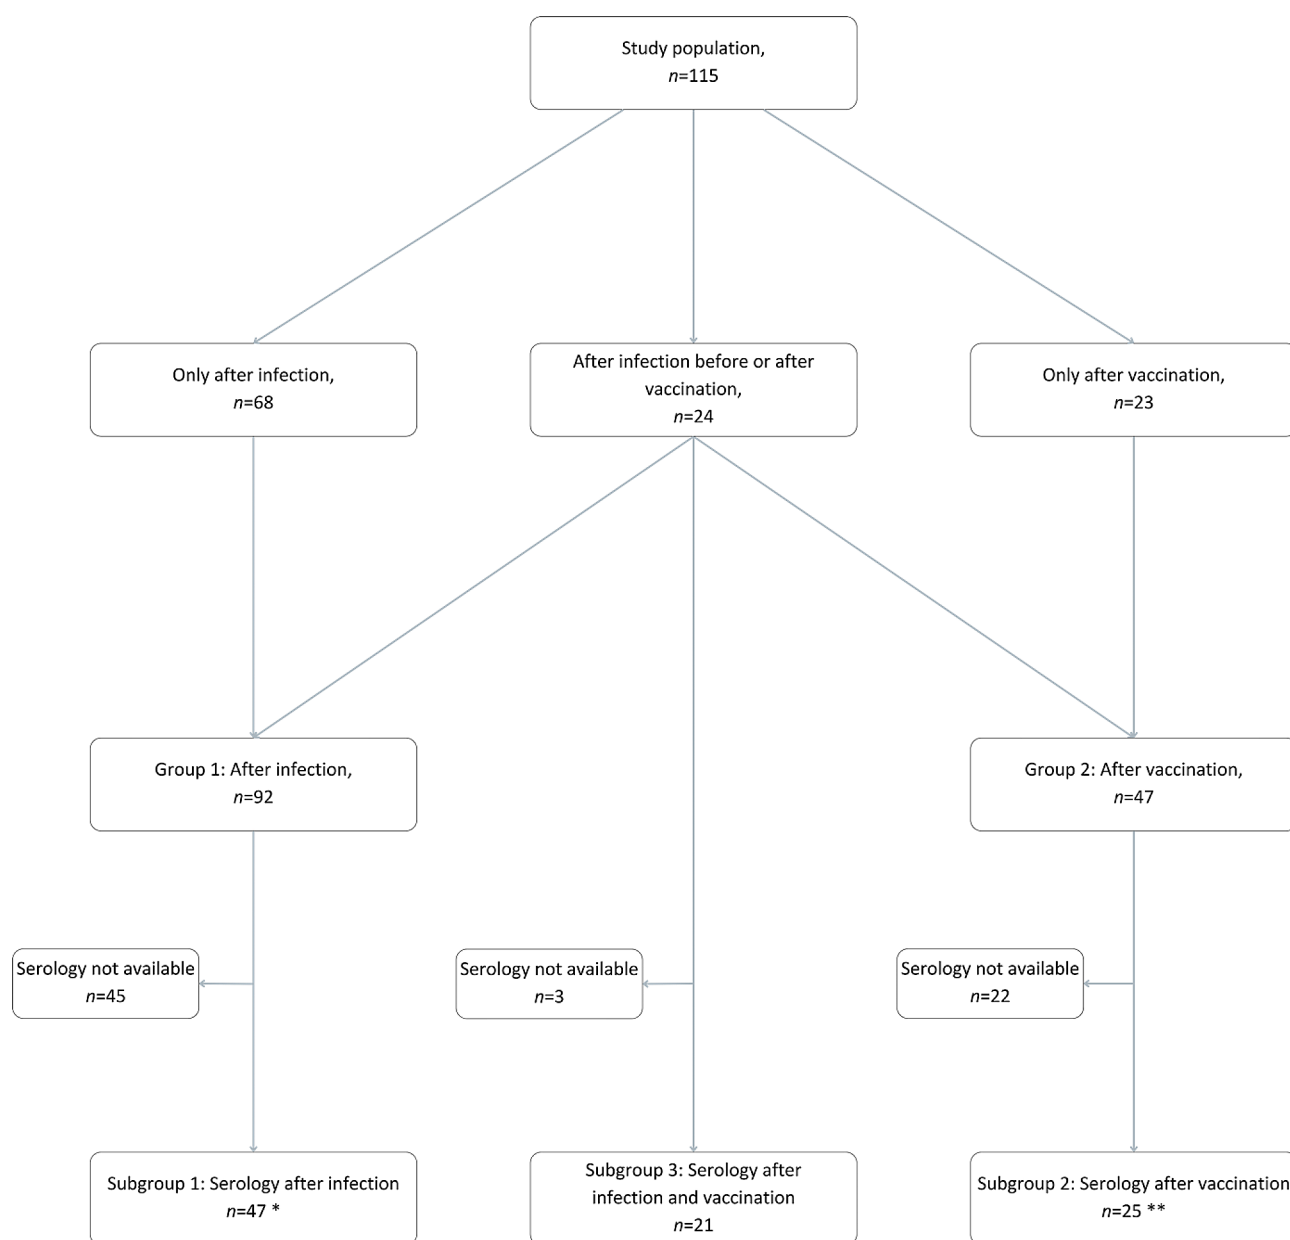 Study population,
n=115
Only after infection,
n=68
After infection before or after
vaccination,
n=24
Only after vaccination,
n=23
Group 1: After infection,
n=92
Group 2: After vaccination,
n=47
Serology not available
n=45
Serology not available
n=3
Serology not available
n=22
Subgroup 1: Serology after infection
n=47 *
Subgroup 3: Serology after
infection and vaccination
n=21
Subgroup 2: Serology after vaccination
n=25 **